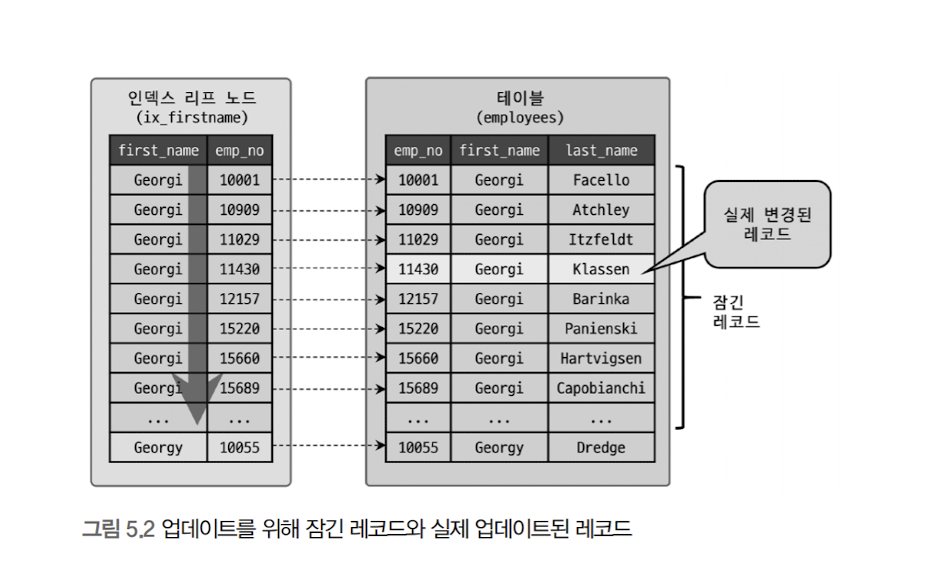 인덱스 리프 노드
(ix_firstname)
first_name emp_no
Georgi 10001
Georgi 10909
Georgi 11029
Georgi 11430
Georgi 12157
Georgi 15220
Georgi 15660
Georgi 15689
... ...
Georgy 10055
테이블
(employees)
emp_no first_name last_name
10001 Georgi Facello
10909 Georgi Atchley
11029 Georgi Itzfeldt
11430 Georgi Klassen
12157 Georgi Barinka
15220 Georgi Panienski
15660 Georgi Hartvigsen
15689 Georgi Capobianchi
... ... ...
10055 Georgy Dredge
실제 변경된
레코드
잠긴
레코드
그림 5.2 업데이트를 위해 잠긴 레코드와 실제 업데이트된 레코드